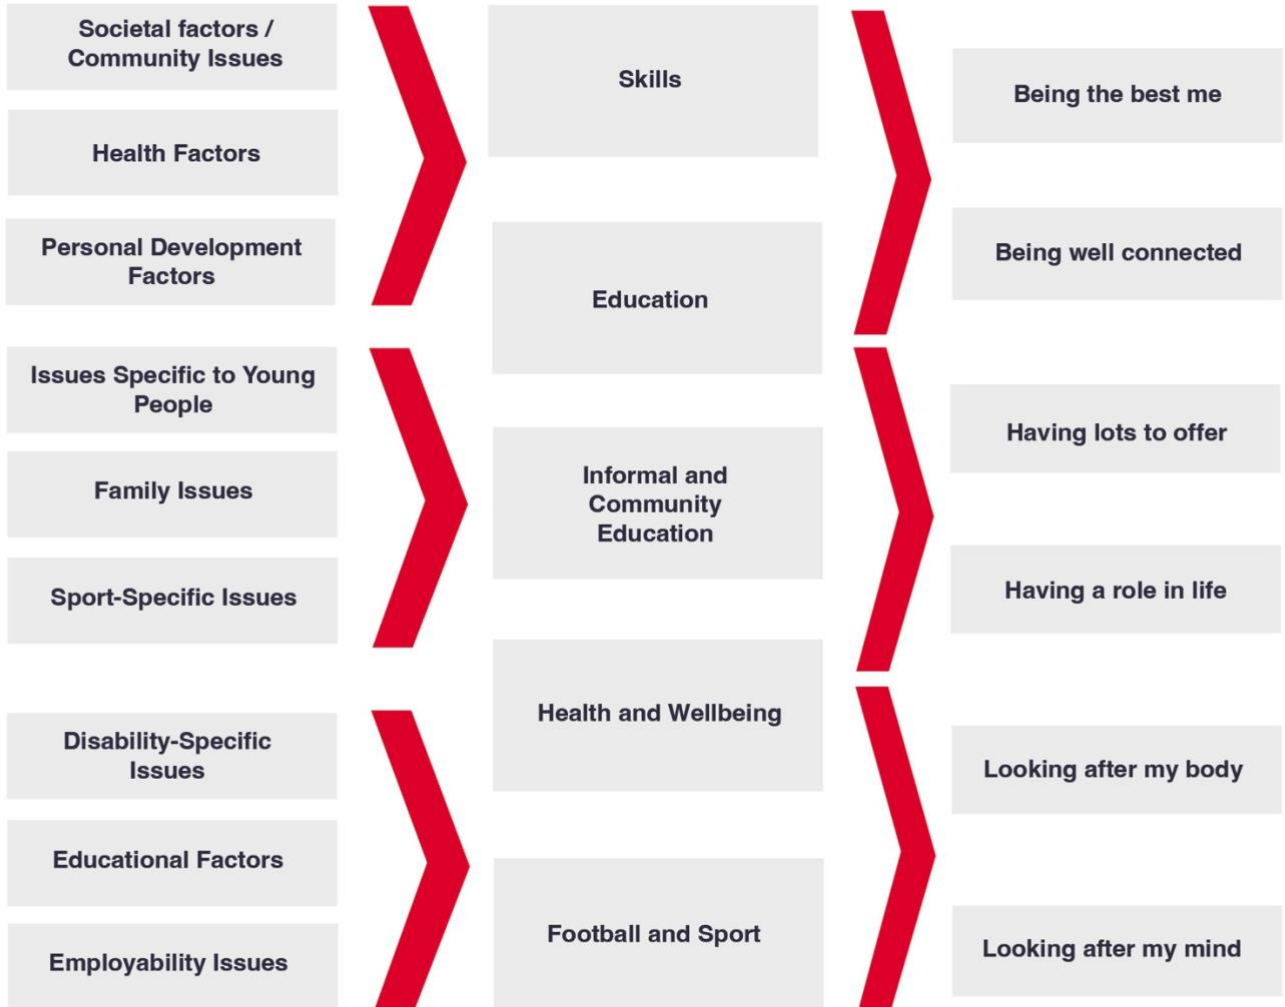 Societal factors /
Community Issues
Health Factors
Personal Development
Factors
Issues Specific to Young
People
Family Issues
Sport-Specific Issues
Disability-Specific
Issues
Educational Factors
Employability Issues
Skills
Education
Informal and
Community
Education
Health and Wellbeing
Football and Sport
Being the best me
Being well connected
Having lots to offer
Having a role in life
Looking after my body
Looking after my mind